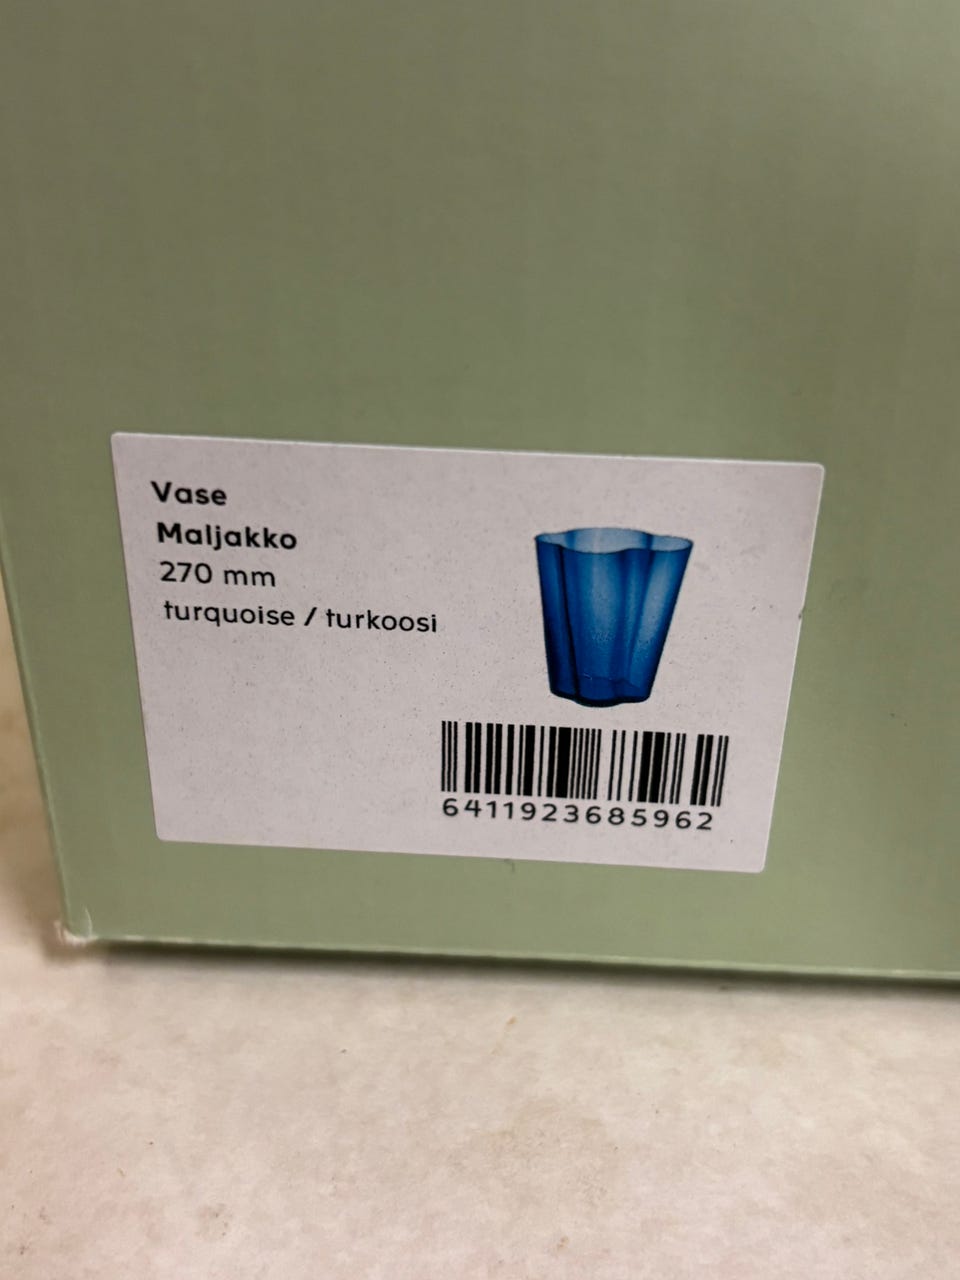 Vase
Maljakko
270 mm
turquoise / turkoosi
6411923685962